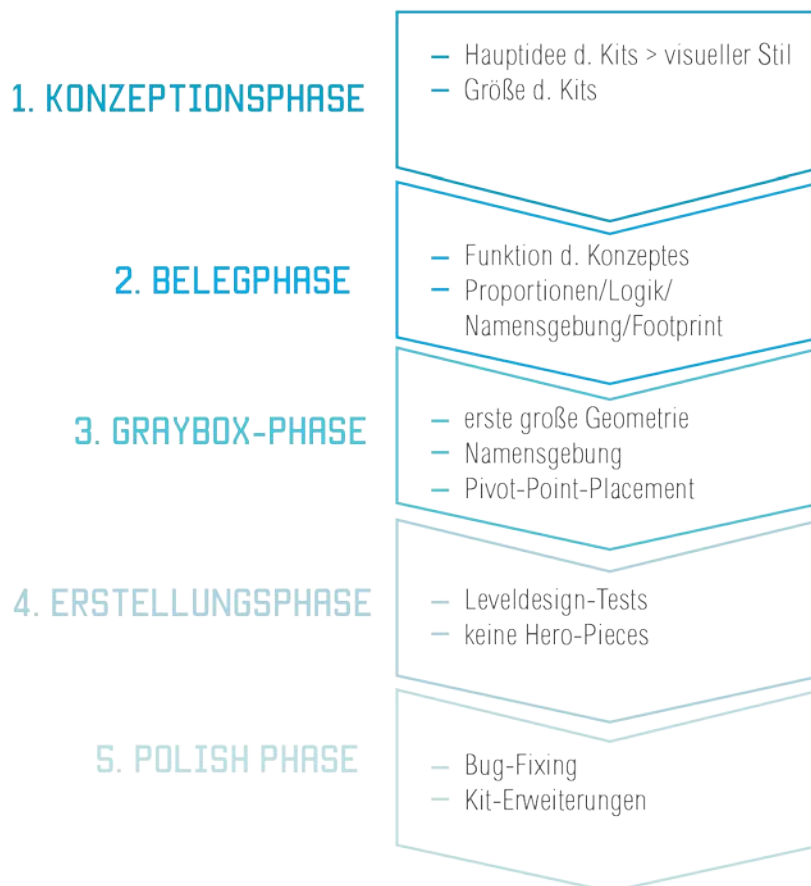 1. KONZEPTIONSPHASE
– Hauptidee d. Kits > visueller Stil
– Größe d. Kits
2. BELEGPHASE
– Funktion d. Konzeptes
– Proportionen/Logik/
Namensgebung/Footprint
3. GRAYBOX-PHASE
– erste große Geometrie
– Namensgebung
– Pivot-Point-Placement
4. ERSTELLUNGSPHASE
– Leveldesign-Tests
– keine Hero-Pieces
5. POLISH PHASE
– Bug-Fixing
– Kit-Erweiterungen